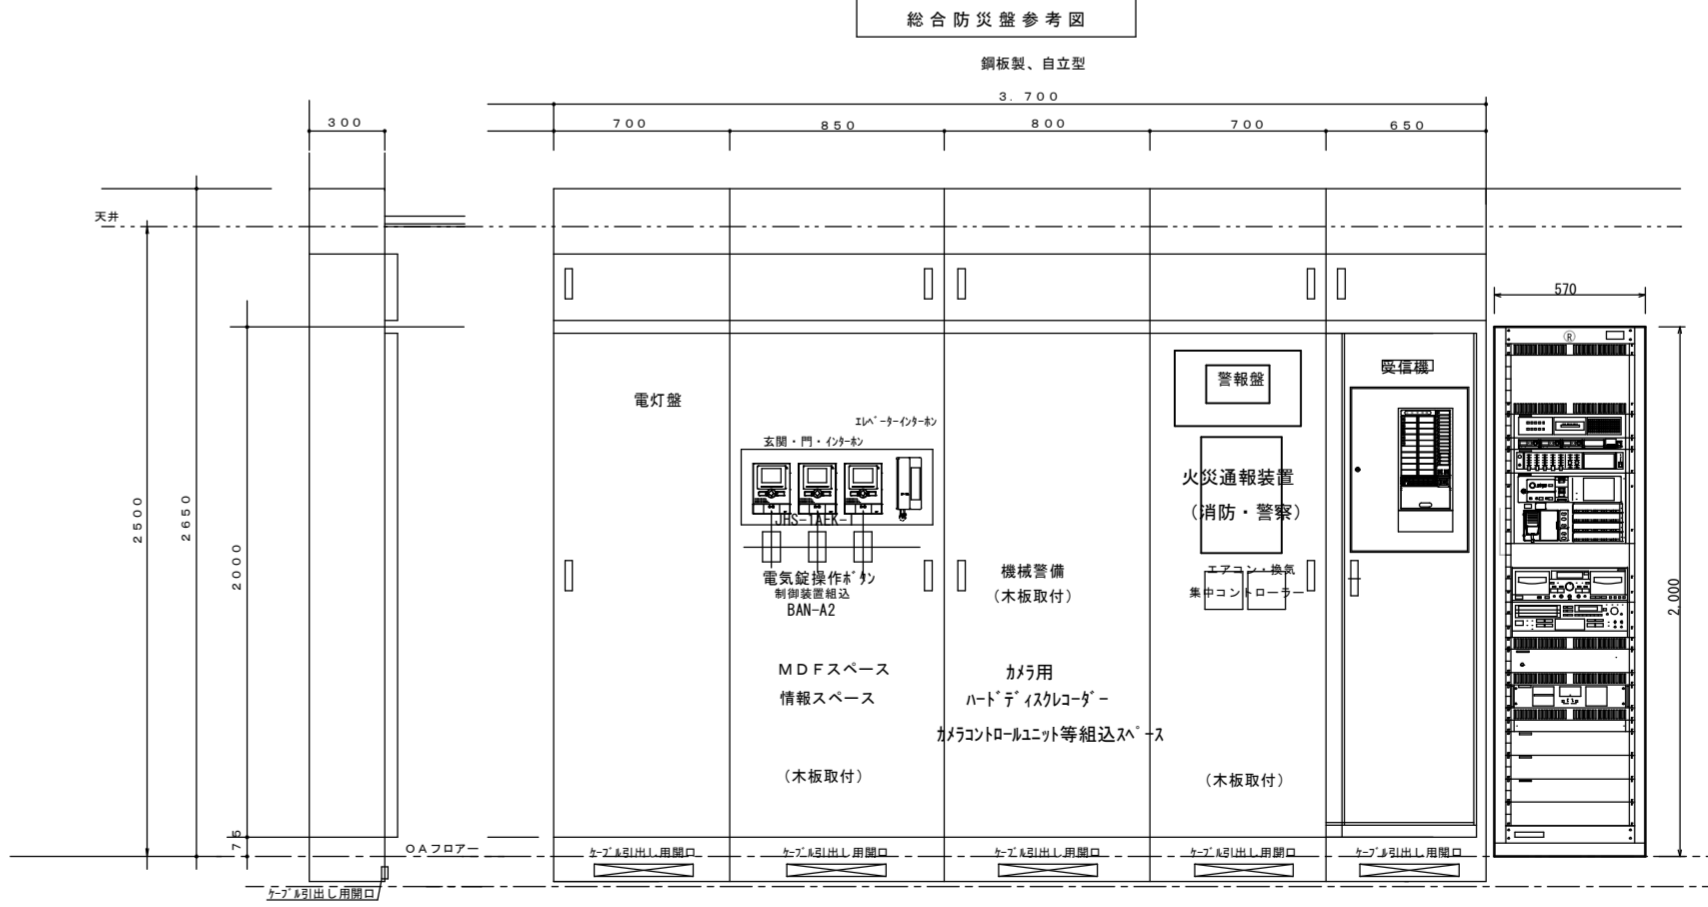 総合防災盤参考図
鋼板製、自立型
3.700
300
700
850
800
700
650
天井
570
電灯盤
エレベーターインターホン
玄関・門・インターホン
JHS-1AFK-T
電気錠操作ボタン
制御装置組込
BAN-A2
MDFスペース
情報スペース
(木板取付)
機械警備
(木板取付)
カメラ用
ハードディスクレコーダー
カメラコントロールユニット等組込スペース
警報盤
火災通報装置
(消防・警察)
エアコン・換気
集中コントローラー
(木板取付)
受信機
R
2500
2650
2000
75
2,000
OAフロアー
ケーブル引出し用開口
ケーブル引出し用開口
ケーブル引出し用開口
ケーブル引出し用開口
ケーブル引出し用開口
ケーブル引出し用開口